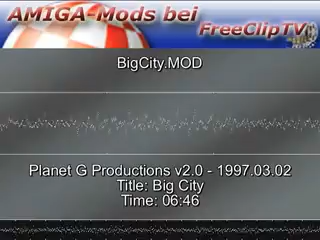 AMIGA-Mods bei
FreeClipTV
BigCity.MOD
Planet G Productions v2.0 - 1997.03.02
Title: Big City
Time: 06:46